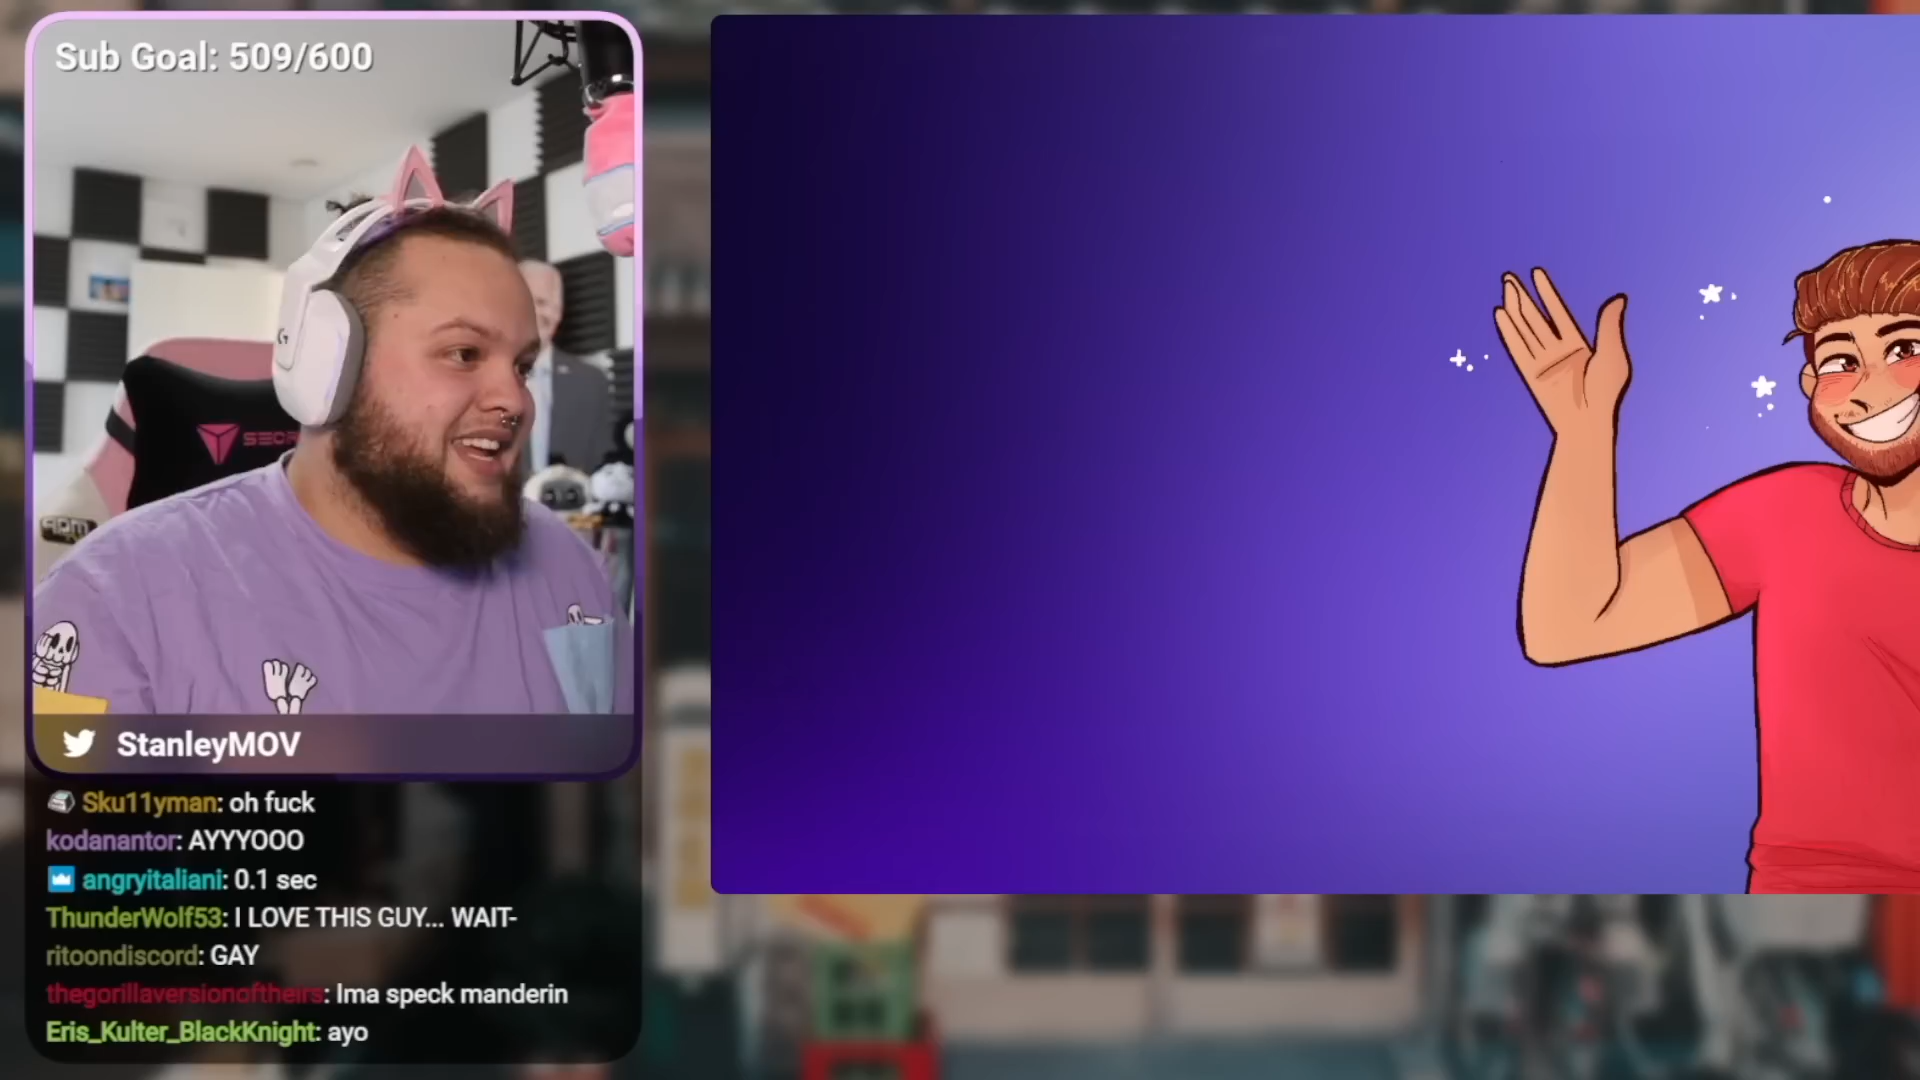 Sub Goal: 509/600
SECR
StanleyMOV
Sku11yman: oh fuck
kodanantor: AYYYOOO
angryitaliani: 0.1 sec
ThunderWolf53: I LOVE THIS GUY... WAIT-
ritoondiscord: GAY
thegorillaversionoftheirs: Ima speck manderin
Eris_Kulter_BlackKnight: ayo